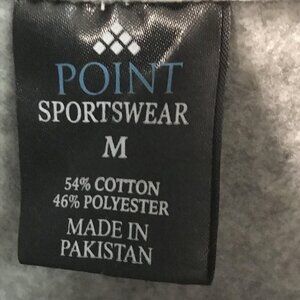 POINT
SPORTSWEAR
M
54% COTTON
46% POLYESTER
MADE IN
PAKISTAN